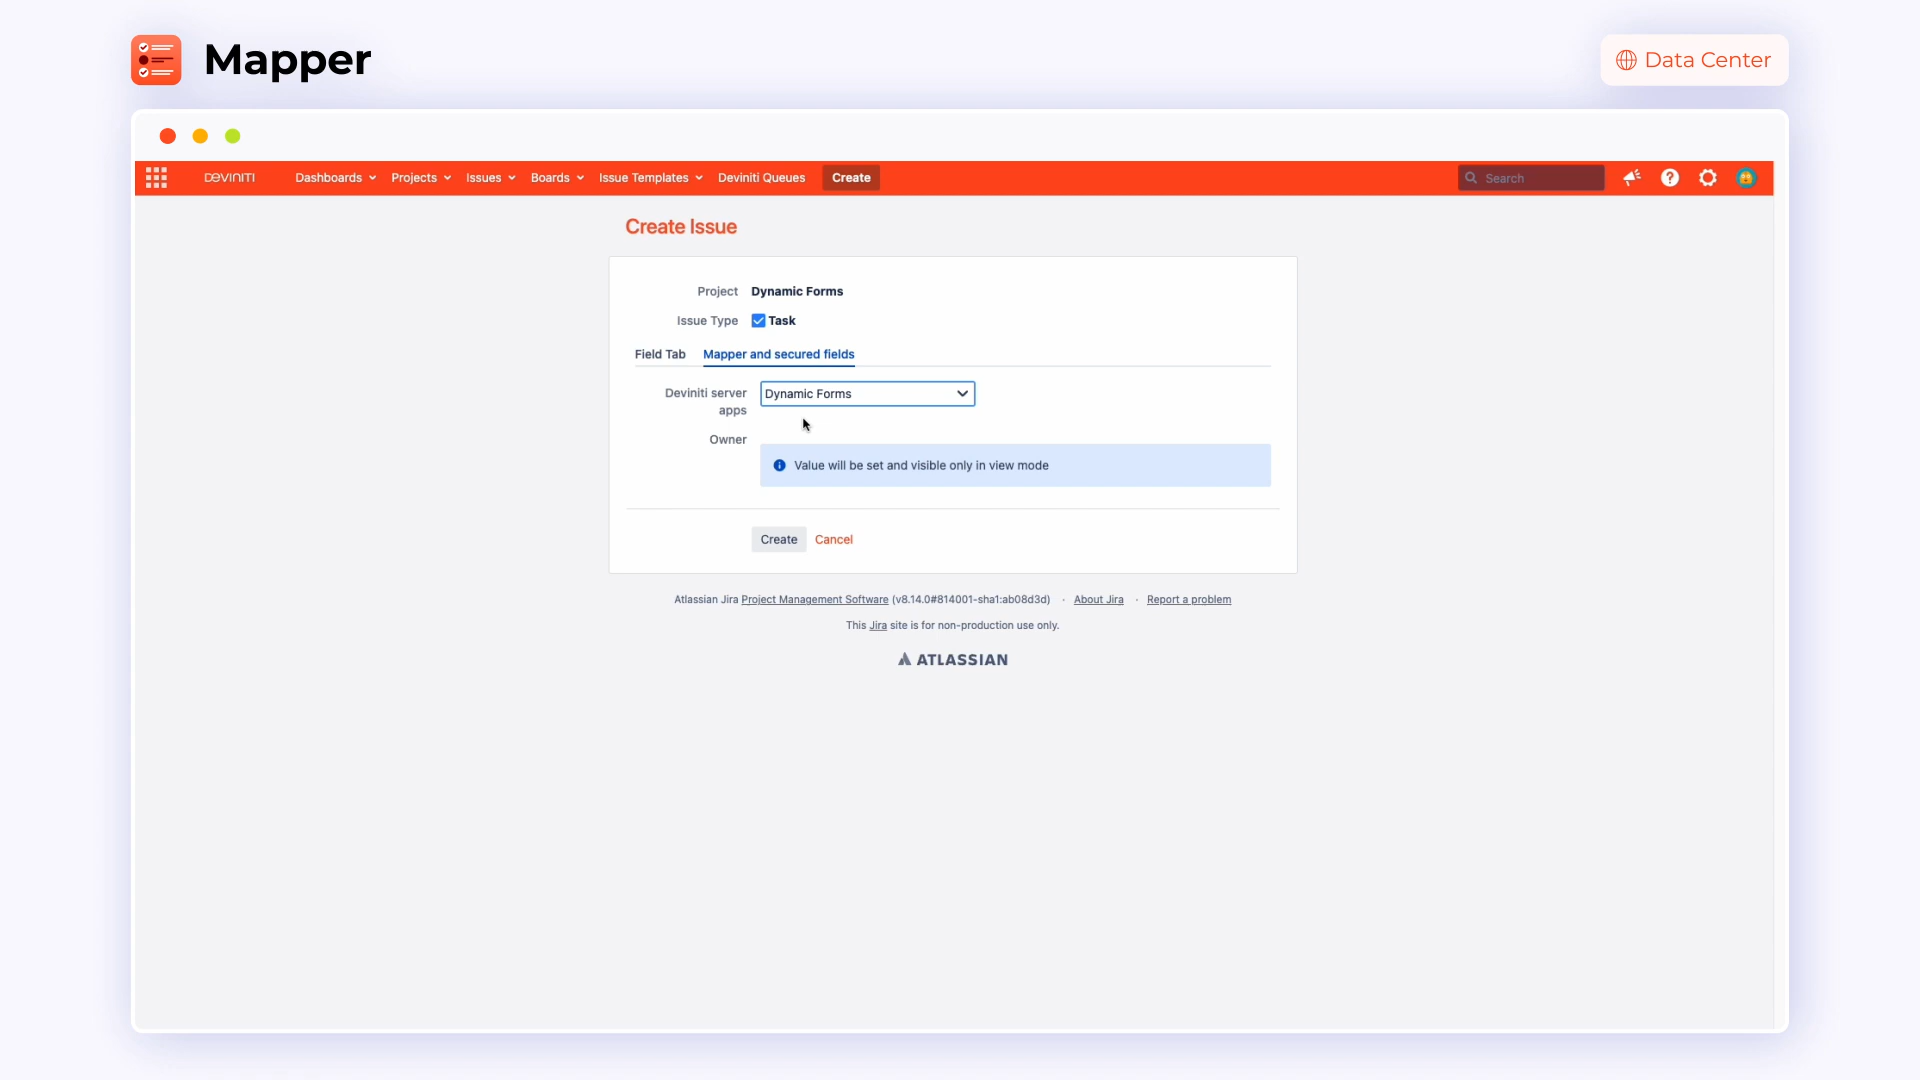 Mapper
Data Center
DEVINITI Dashboards Projects Issues Boards Issue Templates Deviniti Queues Create Search
Create Issue
Project Dynamic Forms
Issue Type Task
Field Tab Mapper and secured fields
Deviniti server apps Dynamic Forms
Owner
Value will be set and visible only in view mode
Create Cancel
Atlassian Jira Project Management Software (v8.14.0#814001-sha1:ab08d3d) · About Jira · Report a problem
This Jira site is for non-production use only.
ATLASSIAN